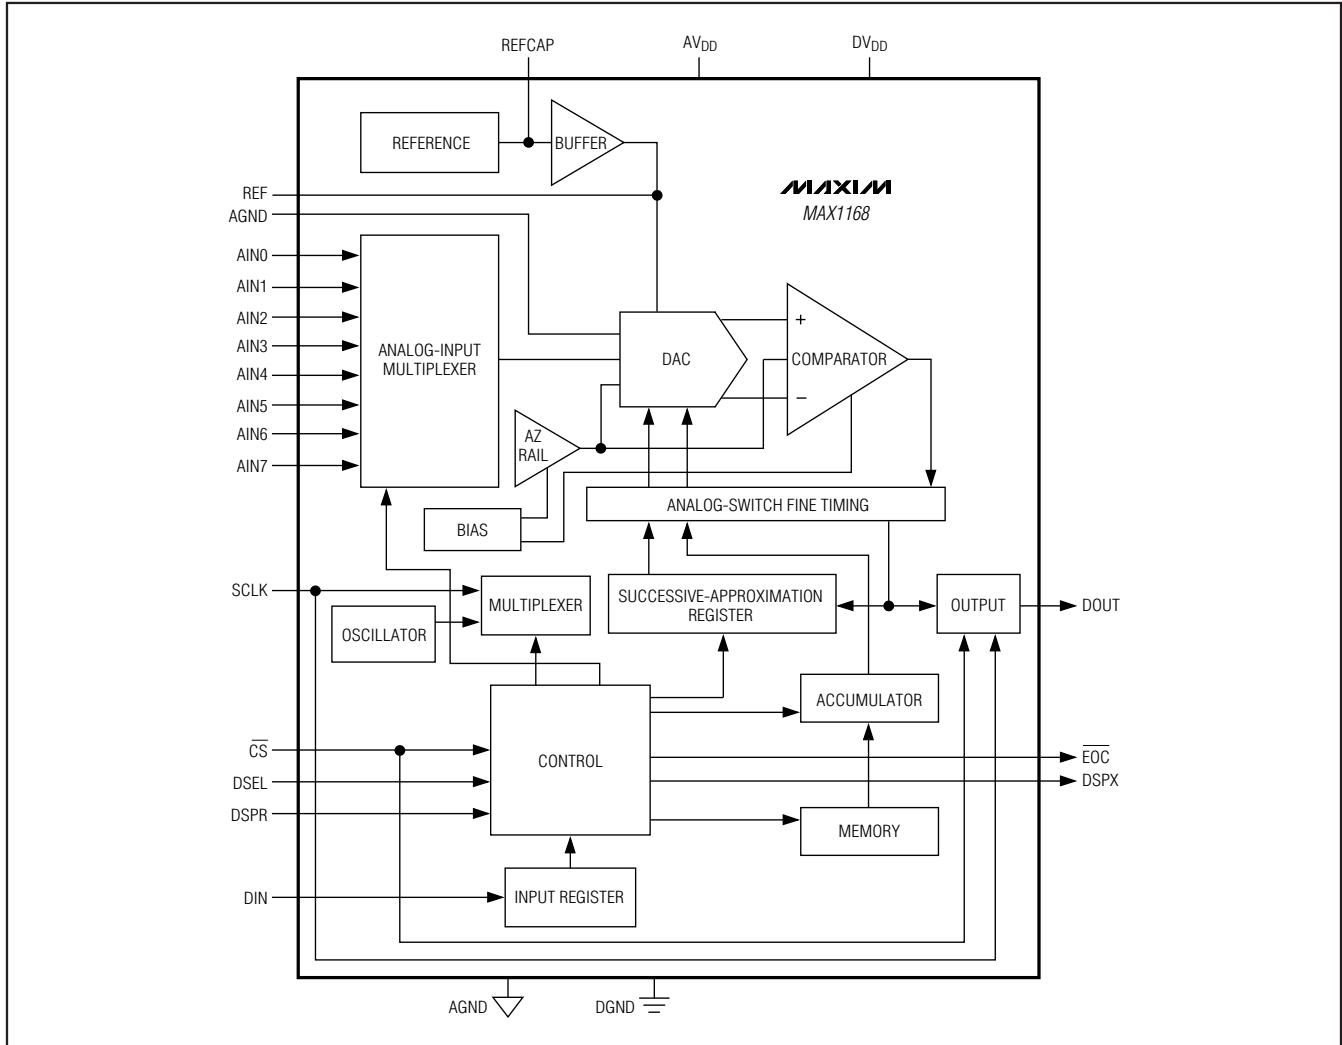 REFCAP
AVDD
DVDD
REFERENCE
BUFFER
REF
AGND
MAXIM
MAX1168
AIN0
AIN1
AIN2
AIN3
AIN4
AIN5
AIN6
AIN7
ANALOG-INPUT
MULTIPLEXER
DAC
+
COMPARATOR
−
AZ
RAIL
BIAS
ANALOG-SWITCH FINE TIMING
SCLK
MULTIPLEXER
OSCILLATOR
SUCCESSIVE-APPROXIMATION
REGISTER
OUTPUT
DOUT
ACCUMULATOR
C̅S̅
DSEL
DSPR
CONTROL
E̅O̅C̅
DSPX
MEMORY
DIN
INPUT REGISTER
AGND
DGND